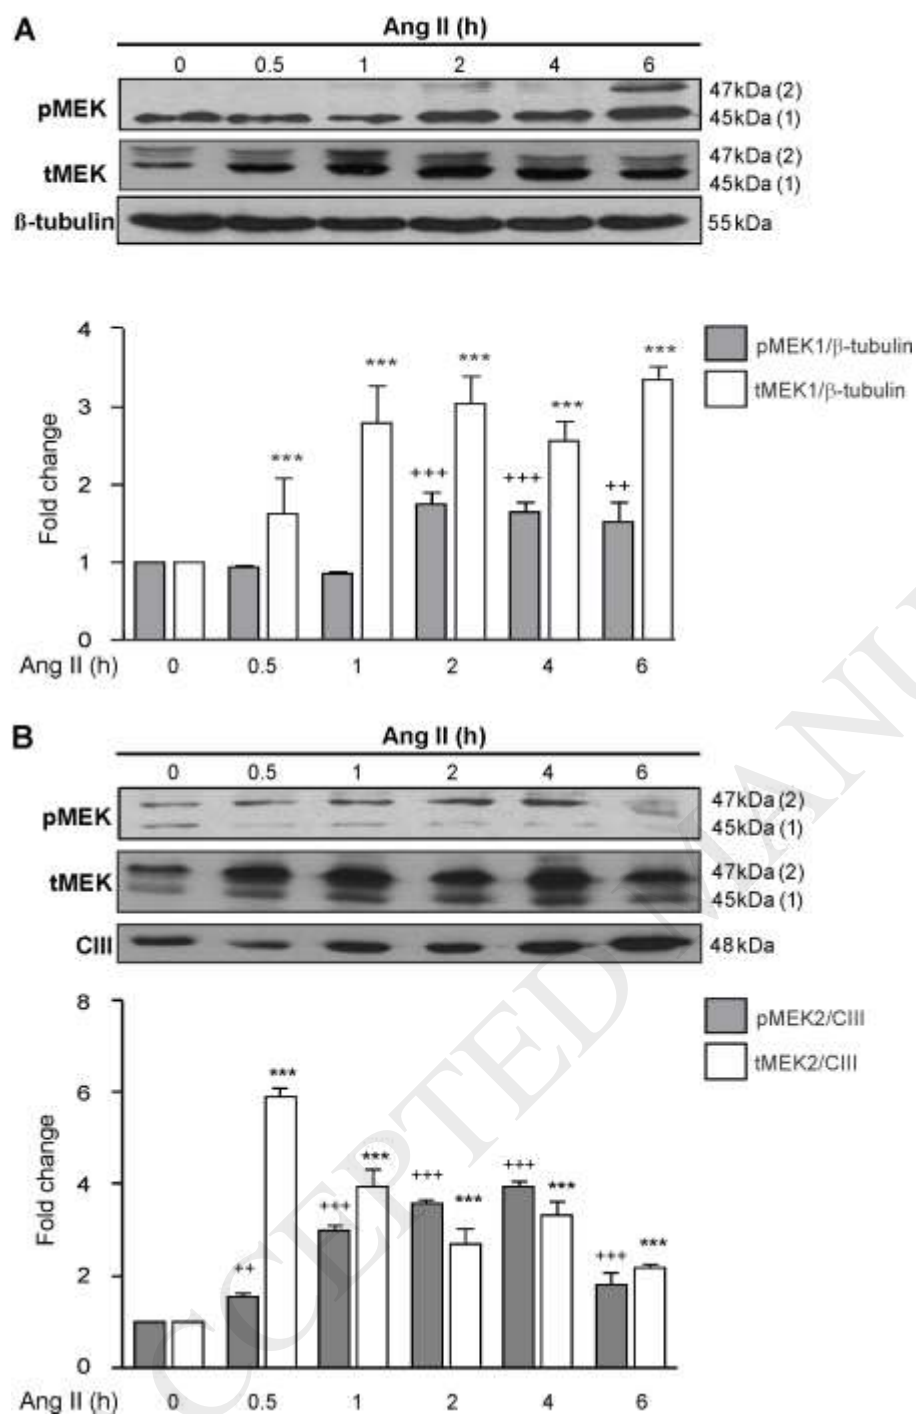 A
Ang II (h)
0 0.5 1 2 4 6
pMEK
47kDa (2)
45kDa (1)
tMEK
47kDa (2)
45kDa (1)
ß-tubulin
55kDa
4
3
2
1
0
Fold change
pMEK1/β-tubulin
tMEK1/β-tubulin
***
***
***
***
***
+++
+++
++
Ang II (h) 0 0.5 1 2 4 6
B
Ang II (h)
0 0.5 1 2 4 6
pMEK
47kDa (2)
45kDa (1)
tMEK
47kDa (2)
45kDa (1)
CIII
48kDa
8
6
4
2
0
Fold change
pMEK2/CIII
tMEK2/CIII
++
***
+++
***
+++
***
+++
***
+++
***
Ang II (h) 0 0.5 1 2 4 6
CCEPTED MANU